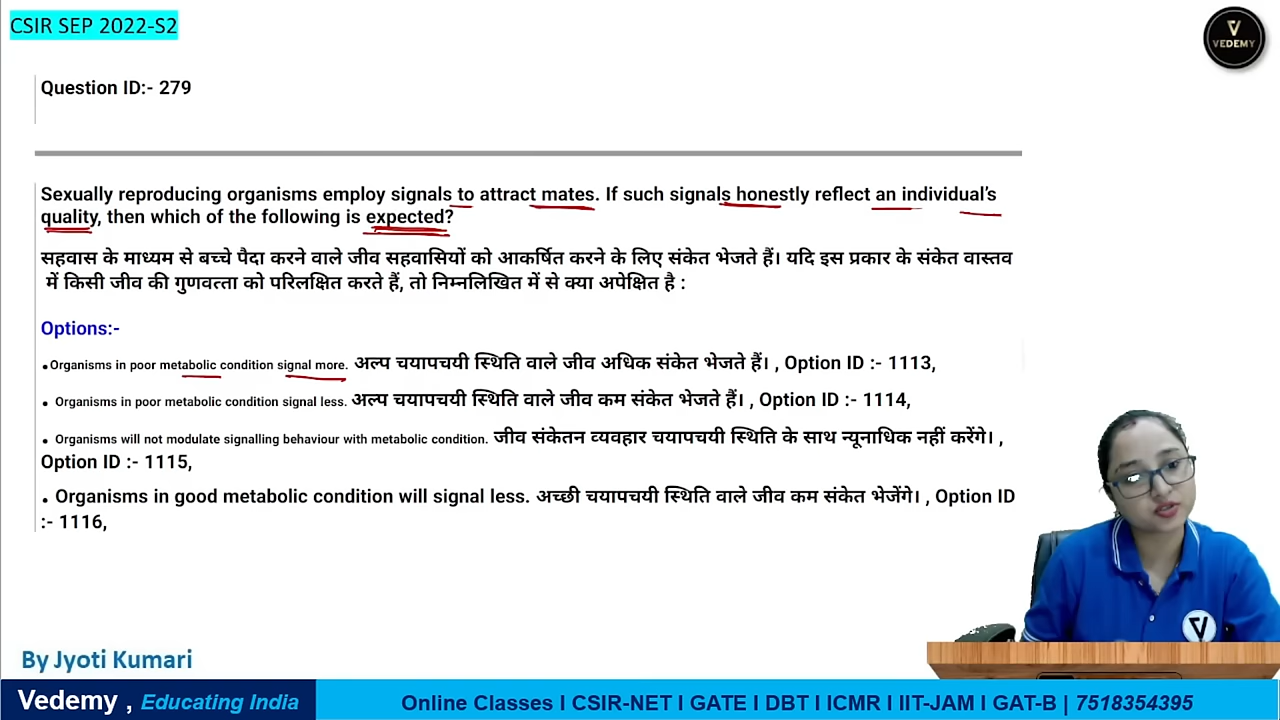 CSIR SEP 2022-S2
VEDEMY
Question ID:- 279
Sexually reproducing organisms employ signals to attract mates. If such signals honestly reflect an individual's
quality, then which of the following is expected?
सहवास के माध्यम से बच्चे पैदा करने वाले जीव सहवासियों को आकर्षित करने के लिए संकेत भेजते हैं। यदि इस प्रकार के संकेत वास्तव
में किसी जीव की गुणवत्ता को परिलक्षित करते हैं, तो निम्नलिखित में से क्या अपेक्षित है :
Options:-
•Organisms in poor metabolic condition signal more. अल्प चयापचयी स्थिति वाले जीव अधिक संकेत भेजते हैं। , Option ID :- 1113,
• Organisms in poor metabolic condition signal less. अल्प चयापचयी स्थिति वाले जीव कम संकेत भेजते हैं। , Option ID :- 1114,
• Organisms will not modulate signalling behaviour with metabolic condition. जीव संकेतन व्यवहार चयापचयी स्थिति के साथ न्यूनाधिक नहीं करेंगे। ,
Option ID :- 1115,
• Organisms in good metabolic condition will signal less. अच्छी चयापचयी स्थिति वाले जीव कम संकेत भेजेंगे। , Option ID
:- 1116,
By Jyoti Kumari
Vedemy , Educating India
Online Classes I CSIR-NET I GATE I DBT I ICMR I IIT-JAM I GAT-B | 7518354395